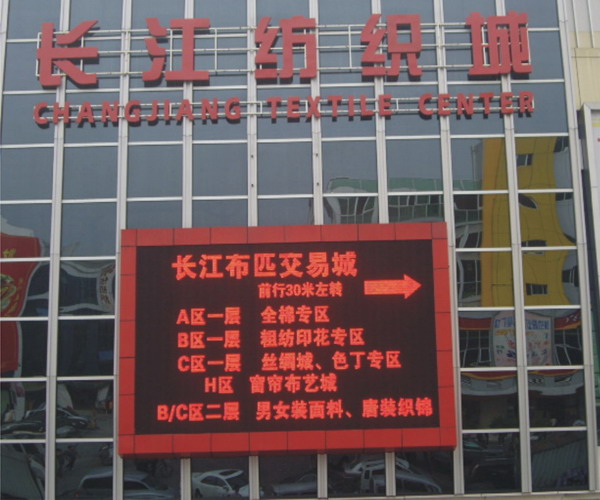 长江纺织城
CHANGJIANG TEXTILE CENTER
长江布匹交易城
前行30米左转
A区一层 全棉专区
B区一层 粗纺印花专区
C区一层 丝绸城、色丁专区
H区 窗帘布艺城
B/C区二层 男女装面料、唐装织锦